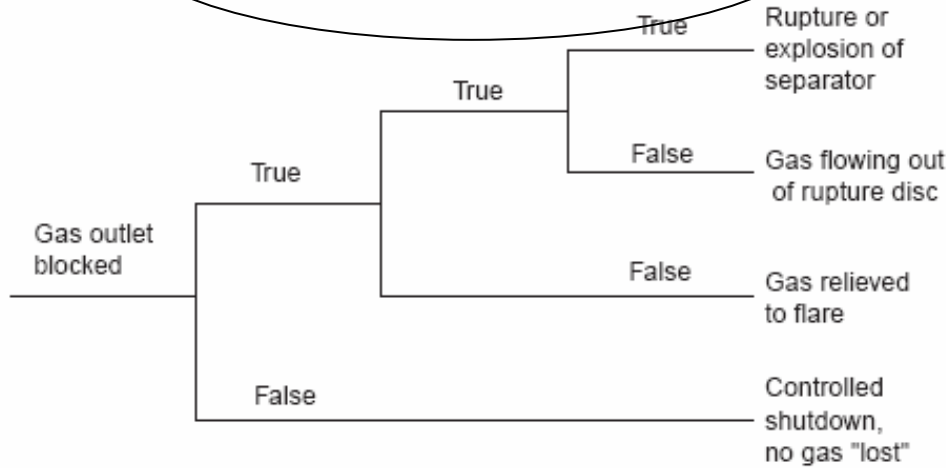 True
Rupture or
explosion of
separator
True
False
Gas flowing out
of rupture disc
True
Gas outlet
blocked
False
Gas relieved
to flare
False
Controlled
shutdown,
no gas "lost"